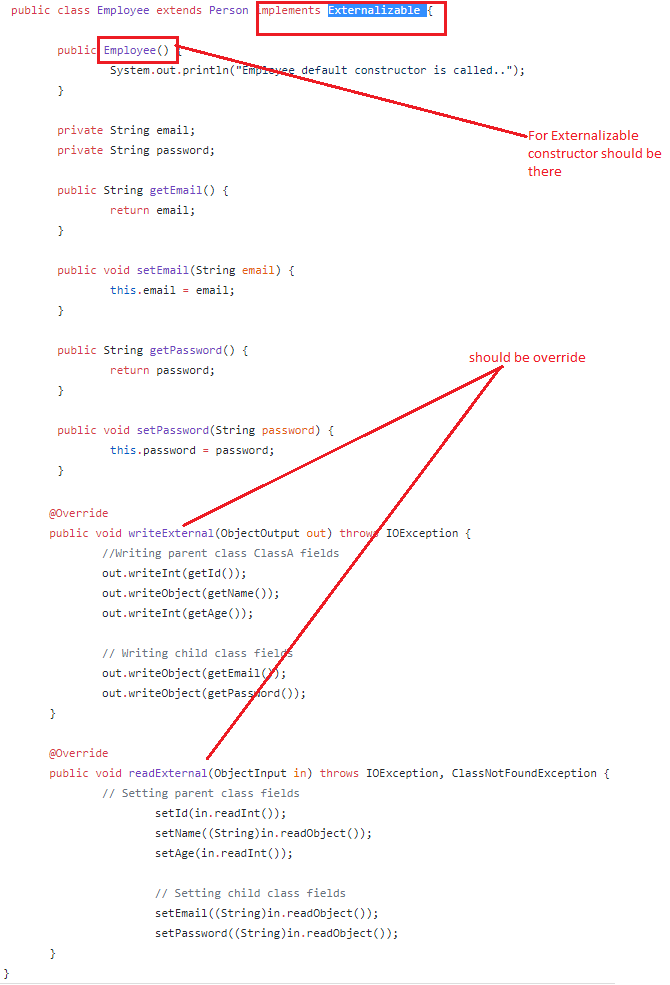 public class Employee extends Person implements Externalizable {
public Employee() {
System.out.println("Employee default constructor is called..");
}
For Externalizable
constructor should be
there
private String email;
private String password;
public String getEmail() {
return email;
}
public void setEmail(String email) {
this.email = email;
}
public String getPassword() {
return password;
}
should be override
public void setPassword(String password) {
this.password = password;
}
@Override
public void writeExternal(ObjectOutput out) throws IOException {
//Writing parent class ClassA fields
out.writeInt(getId());
out.writeObject(getName());
out.writeInt(getAge());
// Writing child class fields
out.writeObject(getEmail());
out.writeObject(getPassword());
}
@Override
public void readExternal(ObjectInput in) throws IOException, ClassNotFoundException {
// Setting parent class fields
setId(in.readInt());
setName((String)in.readObject());
setAge(in.readInt());
// Setting child class fields
setEmail((String)in.readObject());
setPassword((String)in.readObject());
}
}